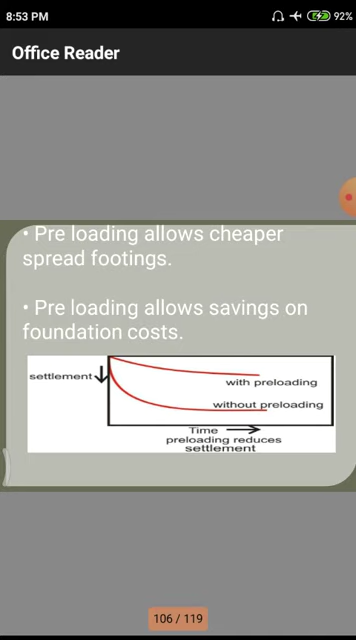 8:53 PM
92%
Office Reader
• Pre loading allows cheaper
spread footings.
• Pre loading allows savings on
foundation costs.
settlement
with preloading
without preloading
Time
preloading reduces
settlement
106 / 119